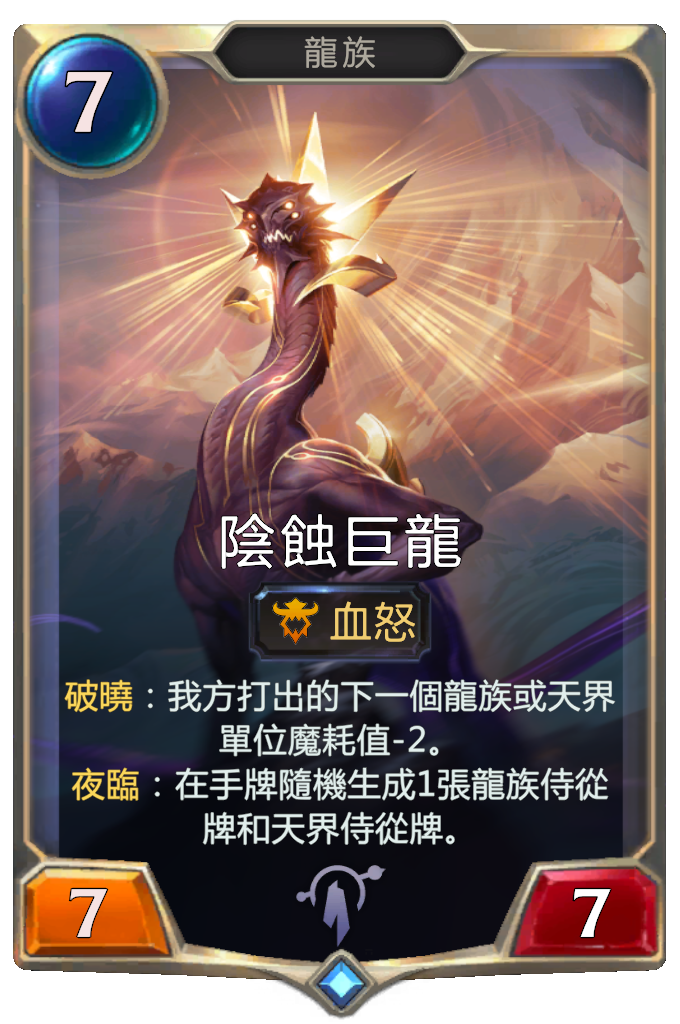 龍族
7
陰蝕巨龍
血怒
破曉：我方打出的下一個龍族或天界
單位魔耗值-2。
夜臨：在手牌隨機生成1張龍族侍從
牌和天界侍從牌。
7
7